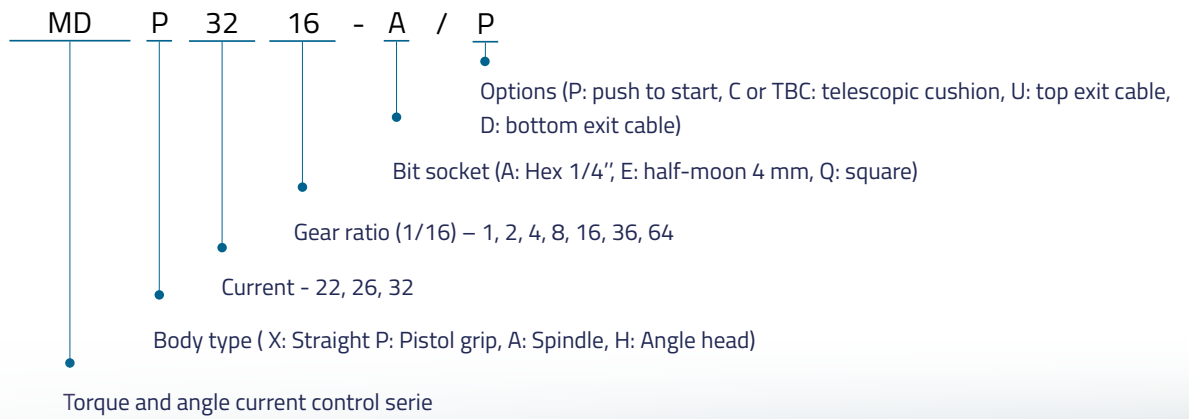 MD P 32 16 - A / P
Options (P: push to start, C or TBC: telescopic cushion, U: top exit cable,
D: bottom exit cable)
Bit socket (A: Hex 1/4’’, E: half-moon 4 mm, Q: square)
Gear ratio (1/16) – 1, 2, 4, 8, 16, 36, 64
Current - 22, 26, 32
Body type ( X: Straight P: Pistol grip, A: Spindle, H: Angle head)
Torque and angle current control serie